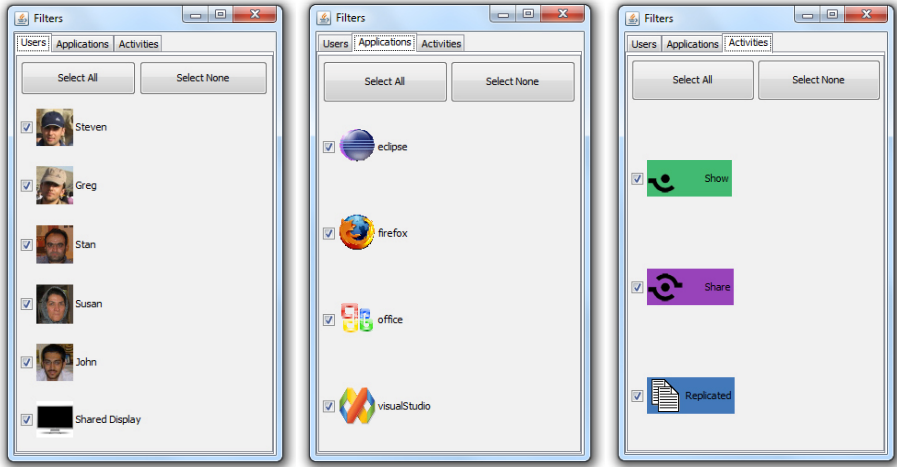 Filters
Users Applications Activities
Select All Select None
Steven
Greg
Stan
Susan
John
Shared Display
Filters
Users Applications Activities
Select All Select None
eclipse
firefox
office
visualStudio
Filters
Users Applications Activities
Select All Select None
Show
Share
Replicated